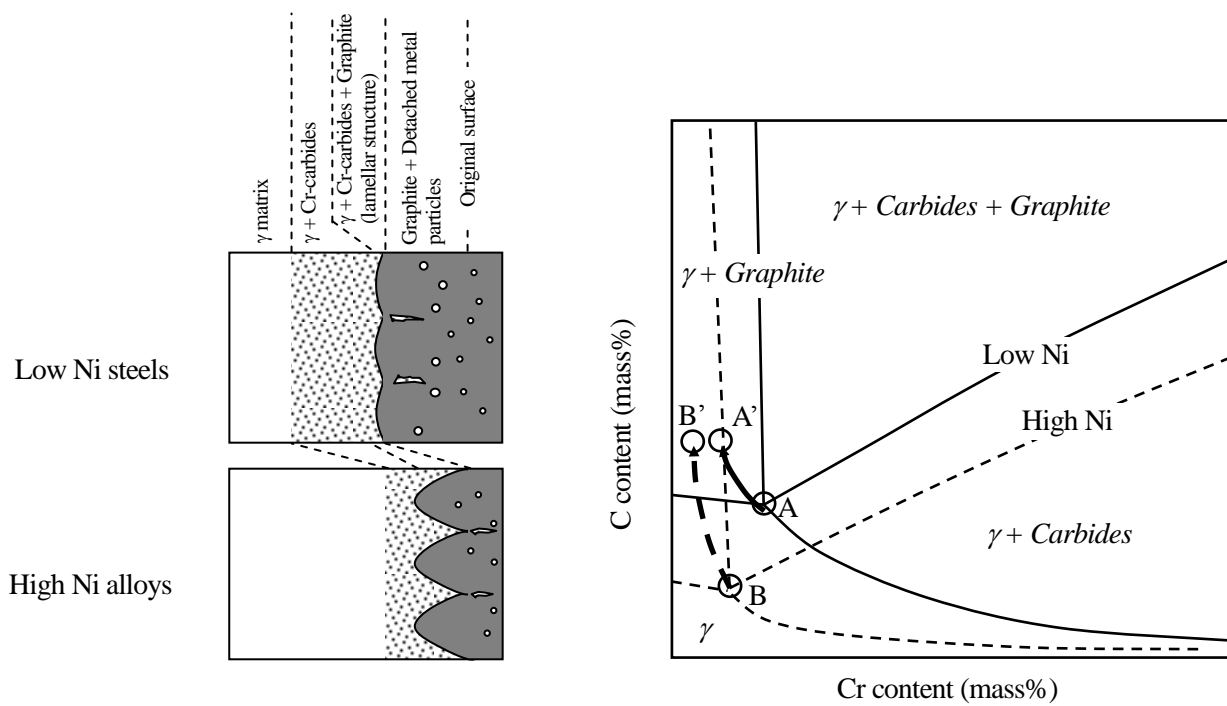 γ matrix
γ + Cr-carbides
γ + Cr-carbides + Graphite
(lamellar structure)
Graphite + Detached metal
particles
Original surface
Low Ni steels
High Ni alloys
γ + Carbides + Graphite
γ + Graphite
Low Ni
High Ni
B’
A’
A
γ + Carbides
B
γ
C content (mass%)
Cr content (mass%)